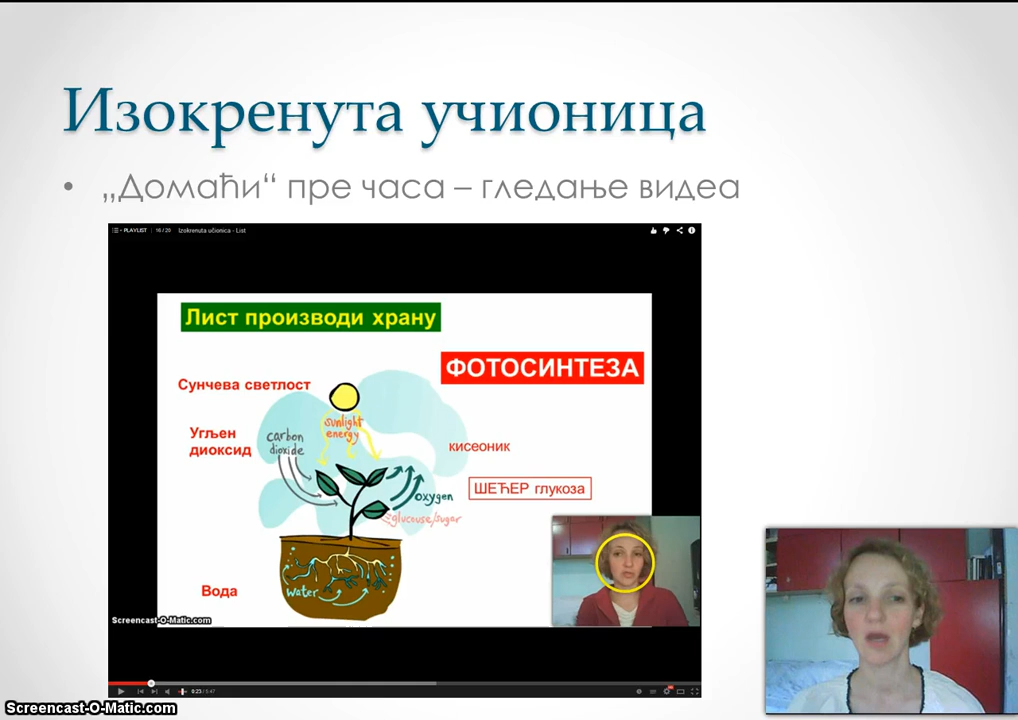 Изокренута учионица
• „Домаћи“ пре часа – гледање видеа
PLAYLIST | 16 / 20 Izokrenuta učionica - List
Лист производи храну
ФОТОСИНТЕЗА
Сунчева светлост
sunlight
energy
Угљен
диоксид
carbon
dioxide
кисеоник
oxygen
ШЕЋЕР глукоза
glucouse/sugar
Вода
water
Screencast-O-Matic.com
0:23 / 5:47
Screencast-O-Matic.com